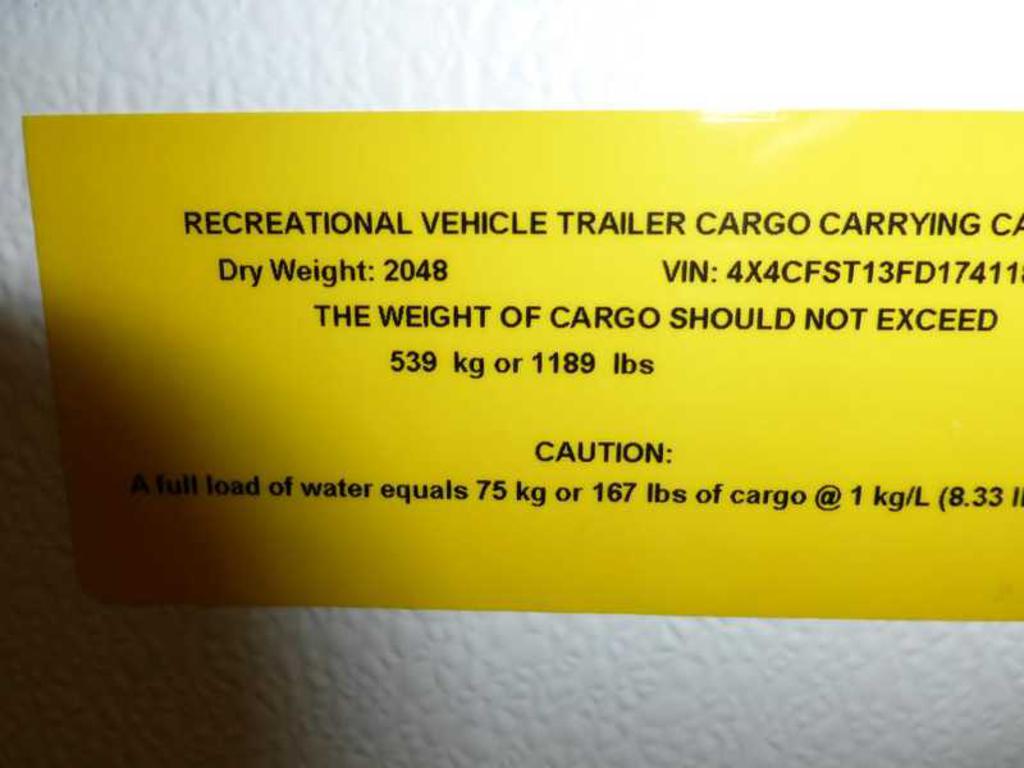 RECREATIONAL VEHICLE TRAILER CARGO CARRYING CA
Dry Weight: 2048 VIN: 4X4CFST13FD174118
THE WEIGHT OF CARGO SHOULD NOT EXCEED
539 kg or 1189 lbs
CAUTION:
A full load of water equals 75 kg or 167 lbs of cargo @ 1 kg/L (8.33 l